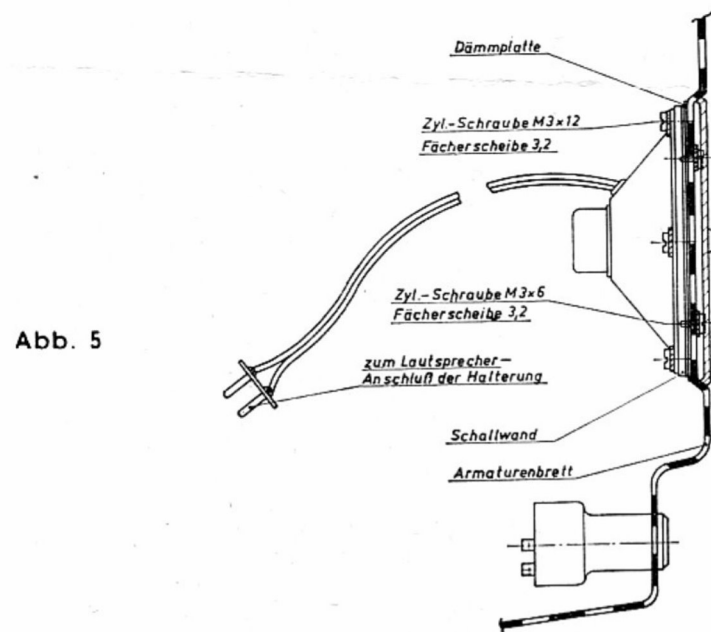 Dämmplatte
Zyl.-Schraube M3x12
Fächerscheibe 3,2
Zyl.-Schraube M3x6
Fächerscheibe 3,2
Abb. 5
zum Lautsprecher-
Anschluß der Halterung
Schallwand
Armaturenbrett